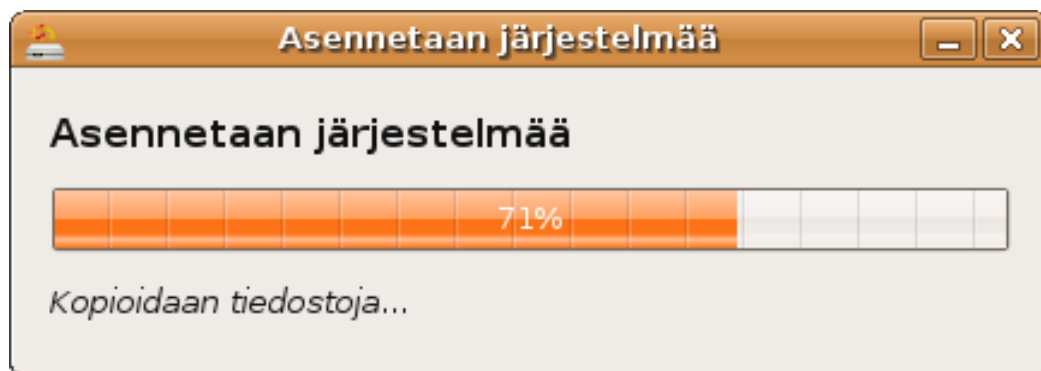 Asennetaan järjestelmää
Asennetaan järjestelmää
71%
Kopioidaan tiedostoja...